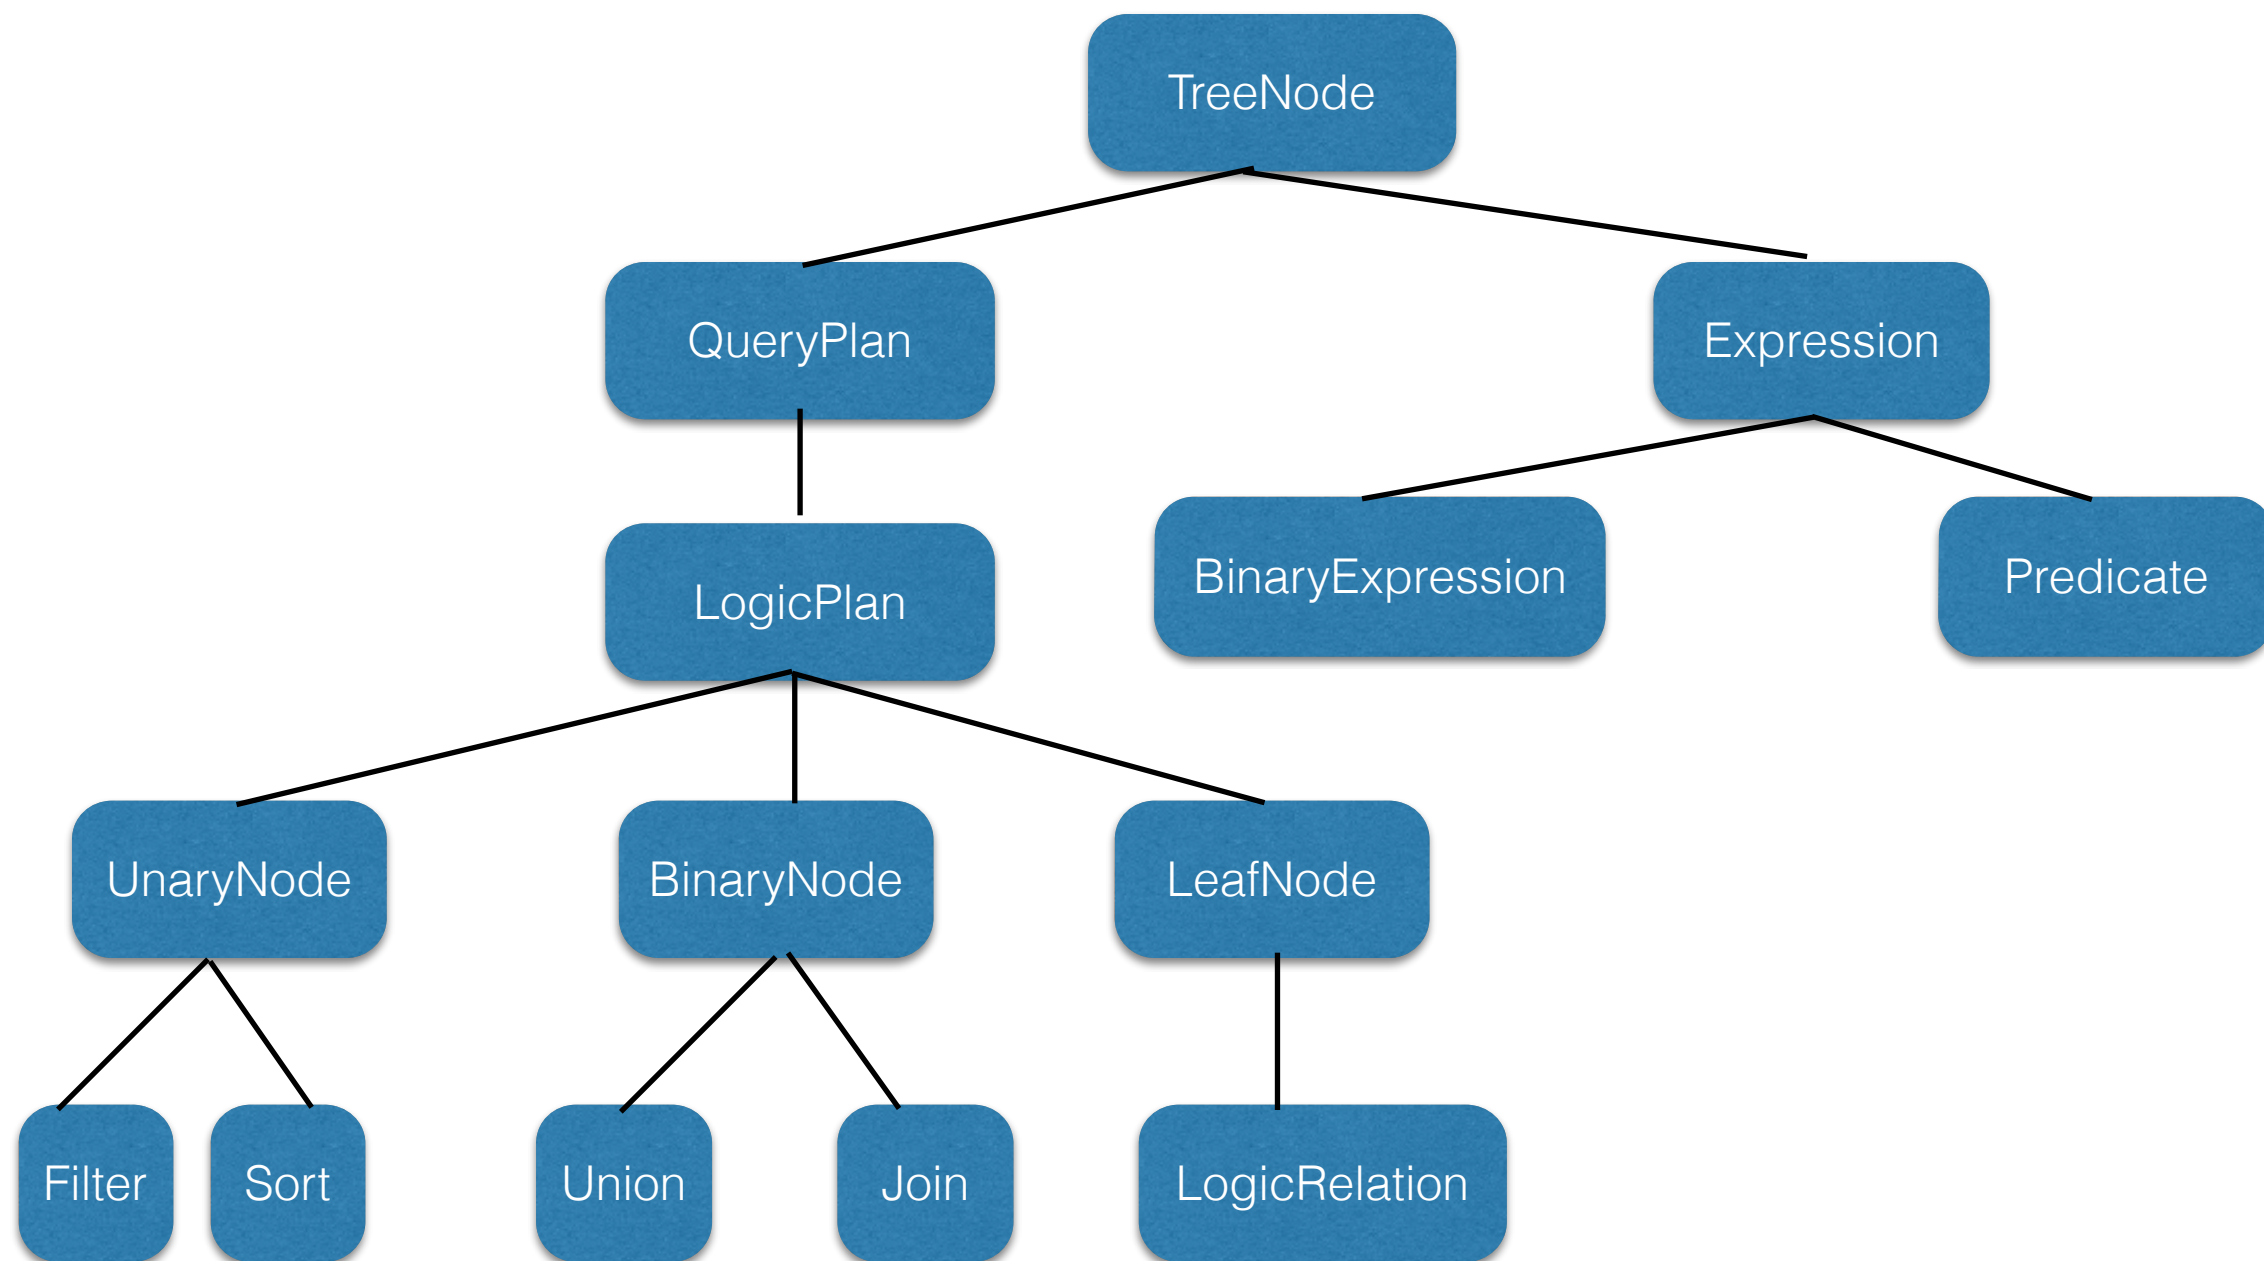 TreeNode
QueryPlan
Expression
LogicPlan
BinaryExpression
Predicate
UnaryNode
BinaryNode
LeafNode
Filter
Sort
Union
Join
LogicRelation